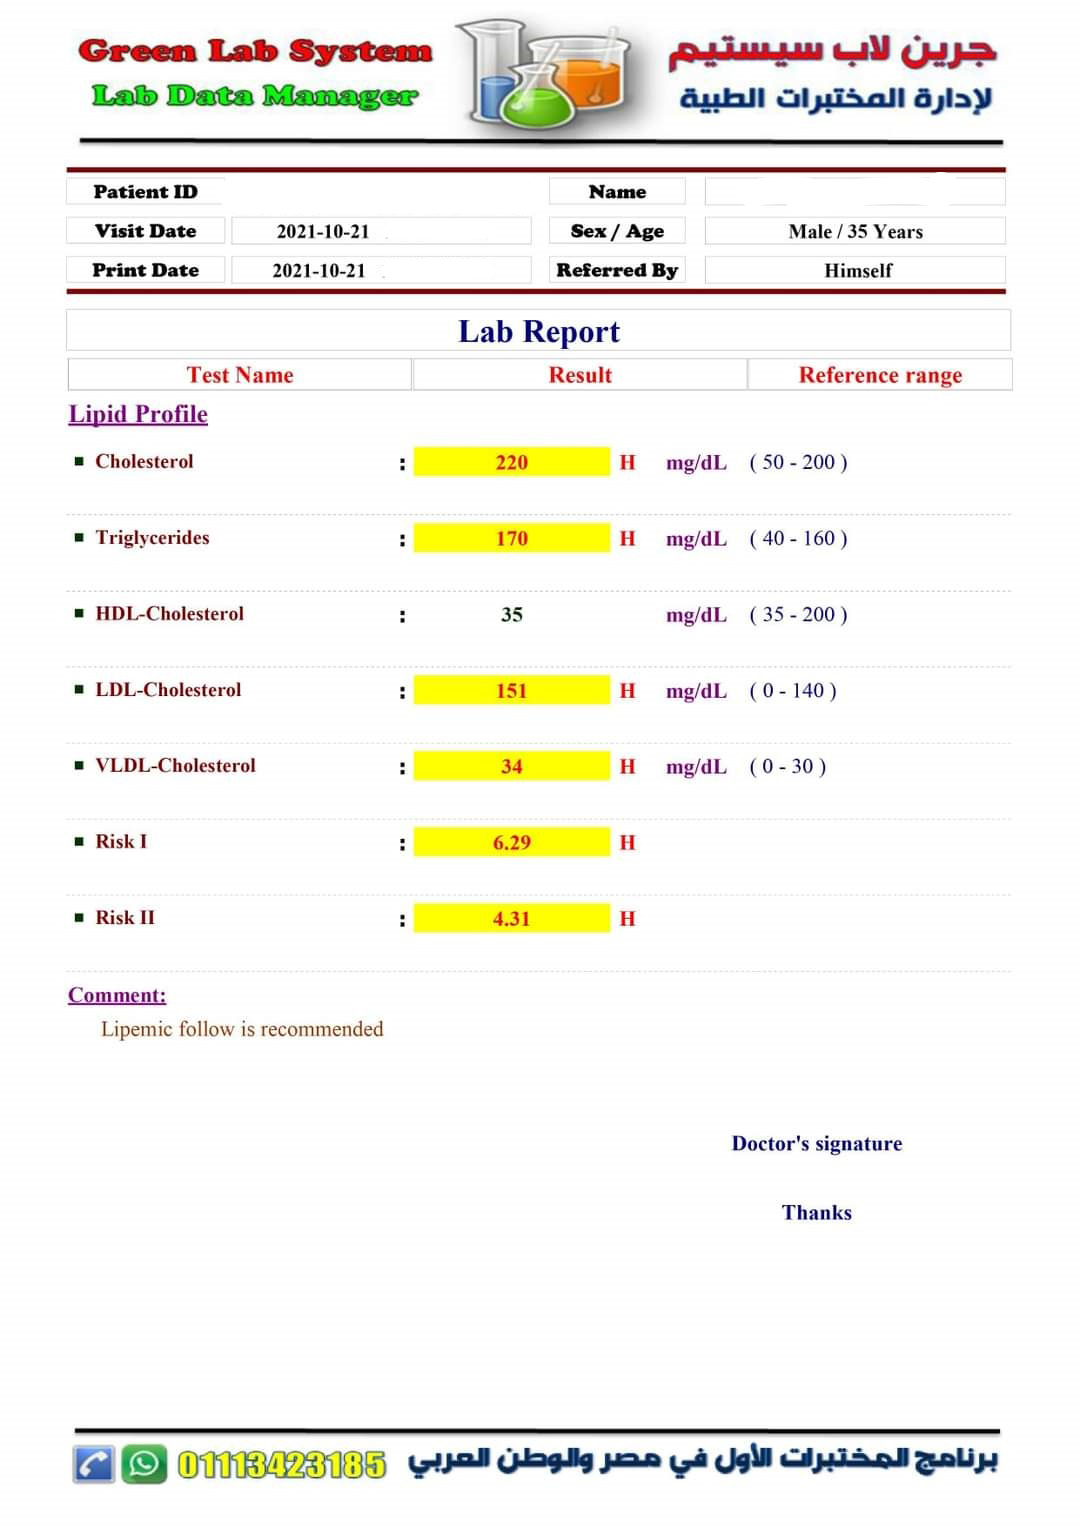 Green Lab System
Lab Data Manager
جرين لاب سيستيم
لإدارة المختبرات الطبية
Patient ID
Name
Visit Date 2021-10-21 Sex / Age Male / 35 Years
Print Date 2021-10-21 Referred By Himself
Lab Report
Test Name Result Reference range
Lipid Profile
Cholesterol : 220 H mg/dL ( 50 - 200 )
Triglycerides : 170 H mg/dL ( 40 - 160 )
HDL-Cholesterol : 35 mg/dL ( 35 - 200 )
LDL-Cholesterol : 151 H mg/dL ( 0 - 140 )
VLDL-Cholesterol : 34 H mg/dL ( 0 - 30 )
Risk I : 6.29 H
Risk II : 4.31 H
Comment:
Lipemic follow is recommended
Doctor's signature
Thanks
01113423185 برنامج المختبرات الأول في مصر والوطن العربي